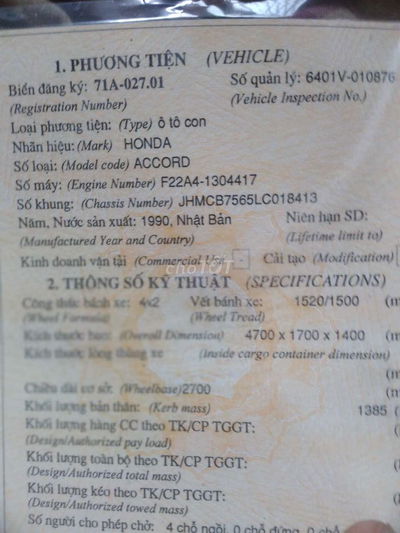 1. PHƯƠNG TIỆN (VEHICLE)
Biển đăng ký: 71A-027.01 Số quản lý: 6401V-010876
(Registration Number) (Vehicle Inspection No.)
Loại phương tiện: (Type) ô tô con
Nhãn hiệu: (Mark) HONDA
Số loại: (Model code) ACCORD
Số máy: (Engine Number) F22A4-1304417
Số khung: (Chassis Number) JHMCB7565LC018413
Năm, Nước sản xuất: 1990, Nhật Bản Niên hạn SD:
(Manufactured Year and Country) (Lifetime limit to)
Kinh doanh vận tải (Commercial Use) Cải tạo (Modification)
chợTỐT
2. THÔNG SỐ KỸ THUẬT (SPECIFICATIONS)
Công thức bánh xe: 4x2 Vết bánh xe: 1520/1500 (m
(Wheel Formula) (Wheel Tread)
Kích thước bao: (Overall Dimension) 4700 x 1700 x 1400 (m
Kích thước lòng thùng xe (Inside cargo container dimension)
(m
Chiều dài cơ sở: (Wheelbase) 2700 (m
Khối lượng bản thân: (Kerb mass) 1385 (
Khối lượng hàng CC theo TK/CP TGGT: (
(Design/Authorized pay load)
Khối lượng toàn bộ theo TK/CP TGGT: (
(Design/Authorized total mass)
Khối lượng kéo theo TK/CP TGGT: (
(Design/Authorized towed mass)
Số người cho phép chở: 4 chỗ ngồi, 0 chỗ đứng, 0 chỗ